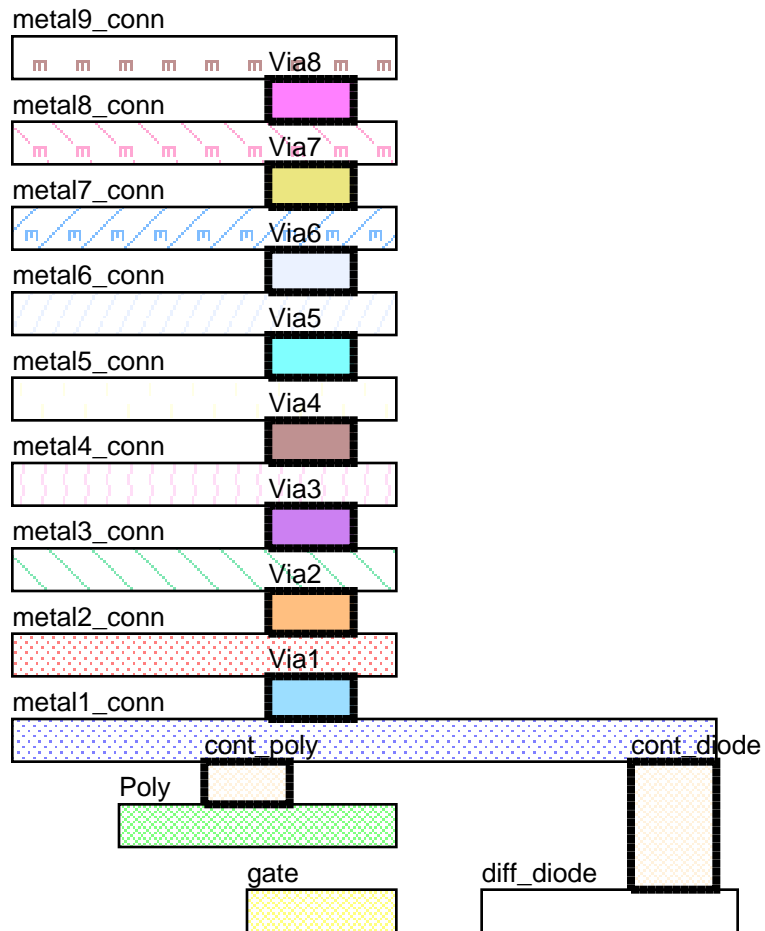 metal9_conn
Via8
metal8_conn
Via7
metal7_conn
Via6
metal6_conn
Via5
metal5_conn
Via4
metal4_conn
Via3
metal3_conn
Via2
metal2_conn
Via1
metal1_conn
cont_poly
cont_diode
Poly
gate
diff_diode